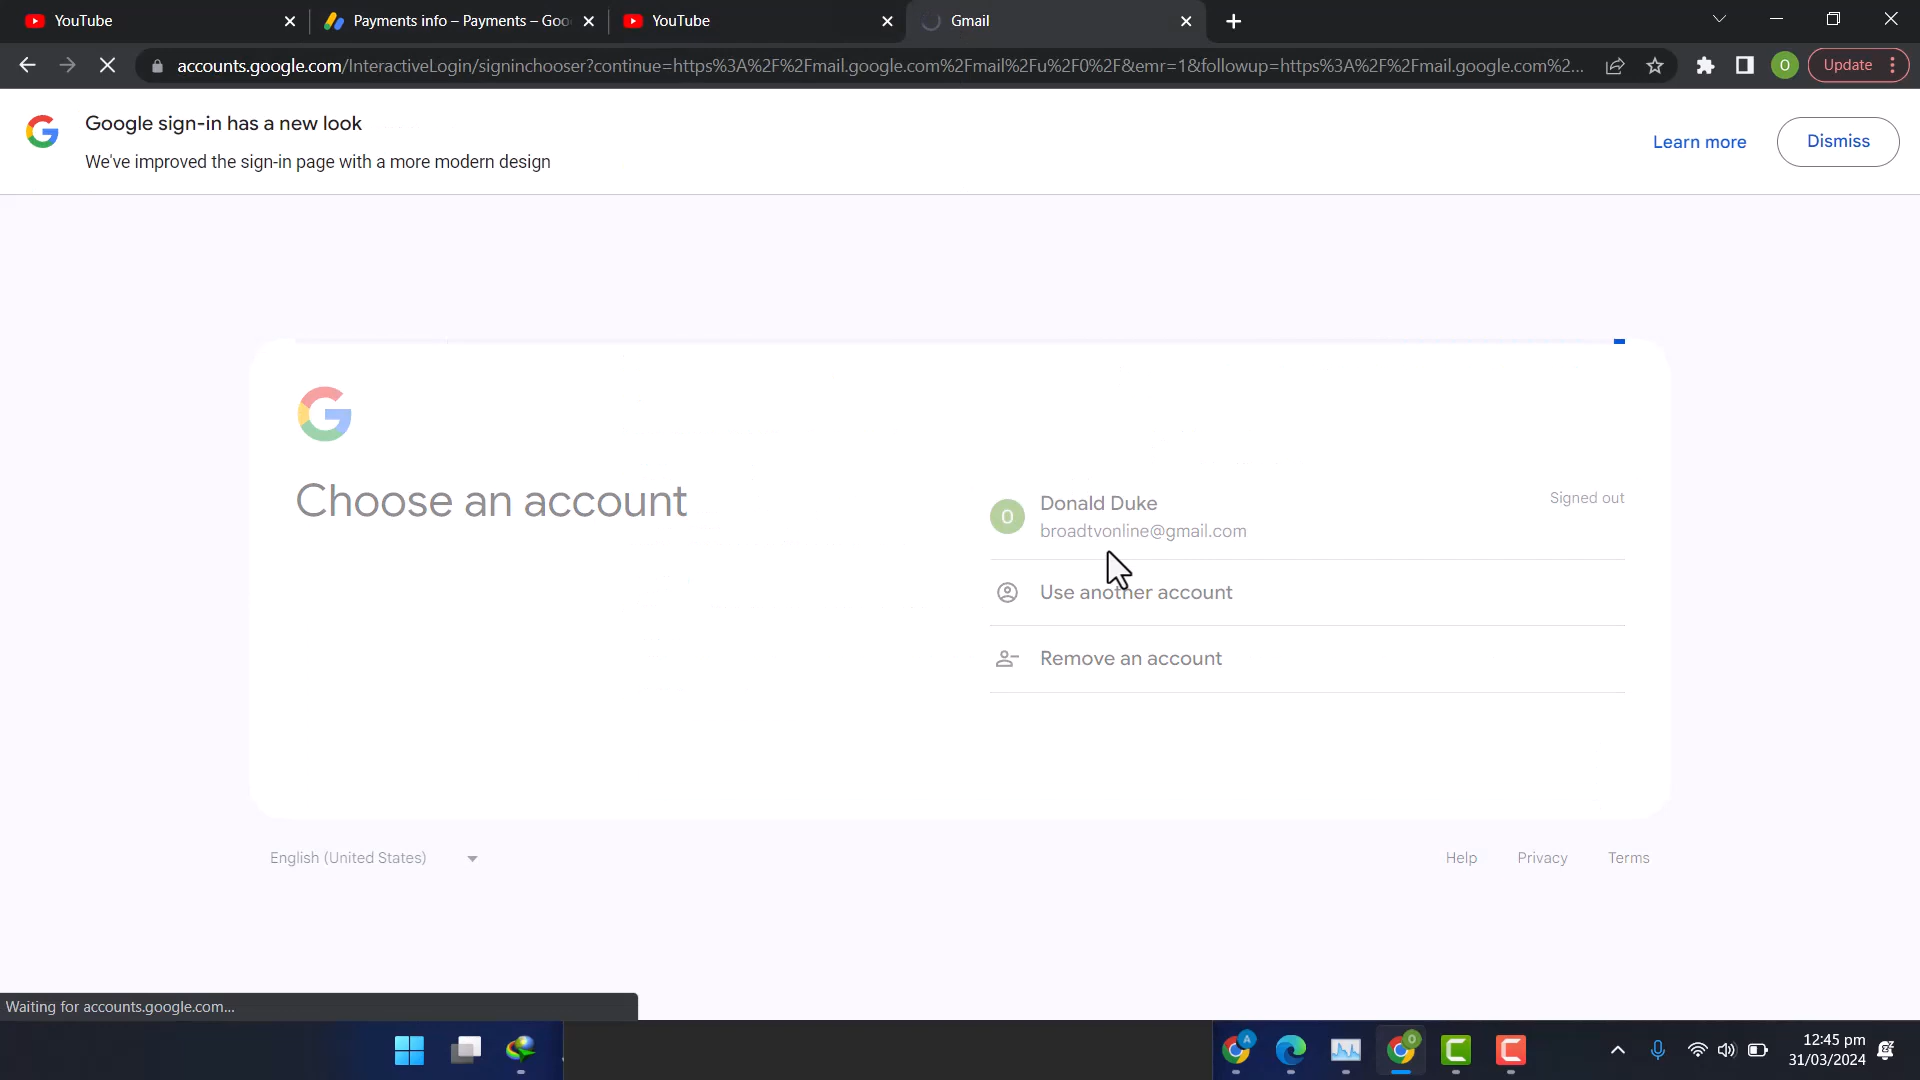 YouTube
Payments info – Payments – Goo
YouTube
Gmail
accounts.google.com/InteractiveLogin/signinchooser?continue=https%3A%2F%2Fmail.google.com%2Fmail%2Fu%2F0%2F&emr=1&followup=https%3A%2F%2Fmail.google.com%2...
O
Update
Google sign-in has a new look
We've improved the sign-in page with a more modern design
Learn more
Dismiss
Choose an account
O
Donald Duke
broadtvonline@gmail.com
Signed out
Use another account
Remove an account
English (United States)
Help
Privacy
Terms
Waiting for accounts.google.com...
A
O
12:45 pm
31/03/2024